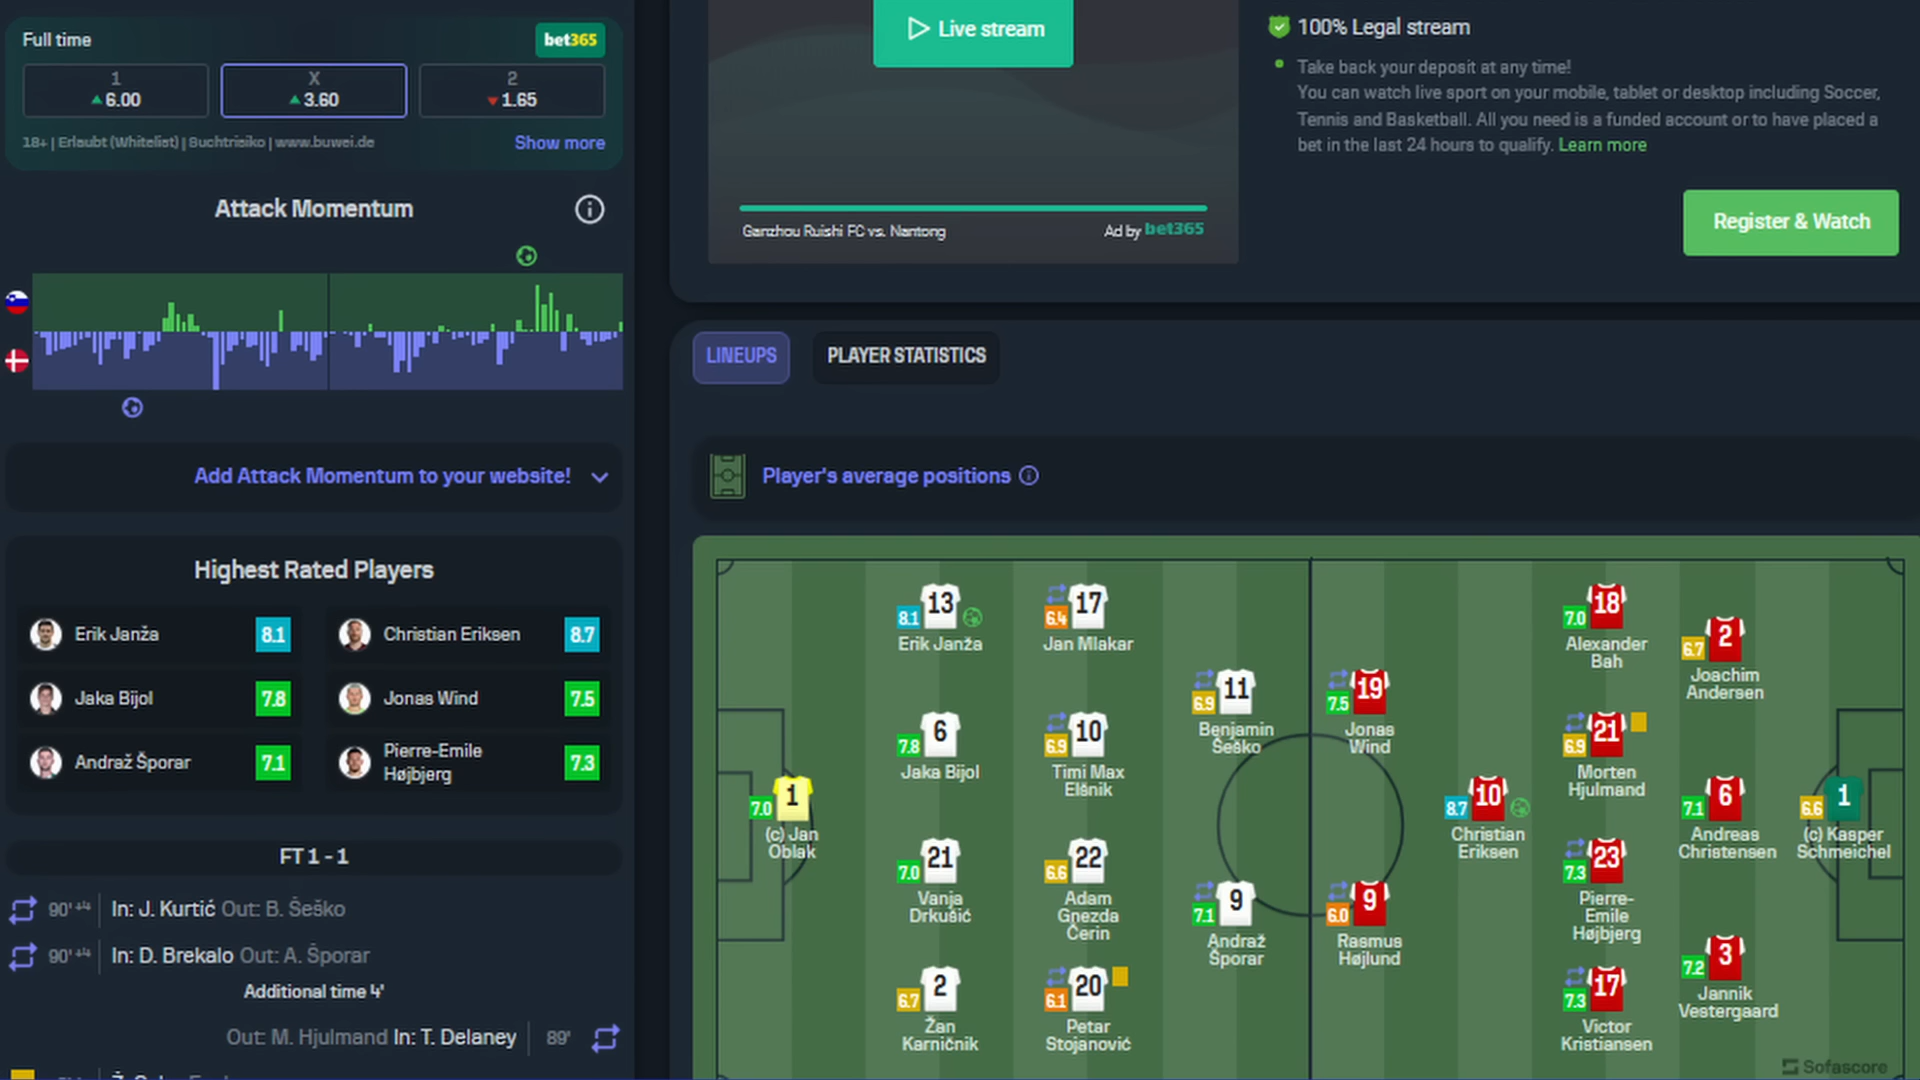 Full time
bet365
1
6.00
X
3.60
2
1.65
18+ | Erlaubt (Whitelist) | Suchtrisiko | www.buwei.de
Show more
Attack Momentum
Add Attack Momentum to your website!
Highest Rated Players
Erik Janža 8.1
Christian Eriksen 8.7
Jaka Bijol 7.8
Jonas Wind 7.5
Andraž Šporar 7.1
Pierre-Emile
Højbjerg
7.3
FT 1 - 1
90' +4 In: J. Kurtić Out: B. Šeško
90' +4 In: D. Brekalo Out: A. Šporar
Additional time 4'
Out: M. Hjulmand In: T. Delaney 89'
Live stream
Ganzhou Ruishi FC vs. Nantong
Ad by bet365
100% Legal stream
Take back your deposit at any time!
You can watch live sport on your mobile, tablet or desktop including Soccer,
Tennis and Basketball. All you need is a funded account or to have placed a
bet in the last 24 hours to qualify. Learn more
Register & Watch
LINEUPS
PLAYER STATISTICS
Player's average positions
1
7.0
(c) Jan
Oblak
13
8.1
Erik Janža
6
7.8
Jaka Bijol
21
7.0
Vanja
Drkušić
2
6.7
Žan
Karničnik
17
6.4
Jan Mlakar
10
6.9
Timi Max
Elšnik
22
6.6
Adam
Gnezda
Čerin
20
6.1
Petar
Stojanović
11
6.9
Benjamin
Šeško
9
7.1
Andraž
Šporar
19
7.5
Jonas
Wind
9
6.0
Rasmus
Højlund
10
8.7
Christian
Eriksen
18
7.0
Alexander
Bah
21
6.9
Morten
Hjulmand
23
7.3
Pierre-
Emile
Højbjerg
17
7.3
Victor
Kristiansen
2
6.7
Joachim
Andersen
6
7.1
Andreas
Christensen
3
7.2
Jannik
Vestergaard
1
6.6
(c) Kasper
Schmeichel
Sofascore